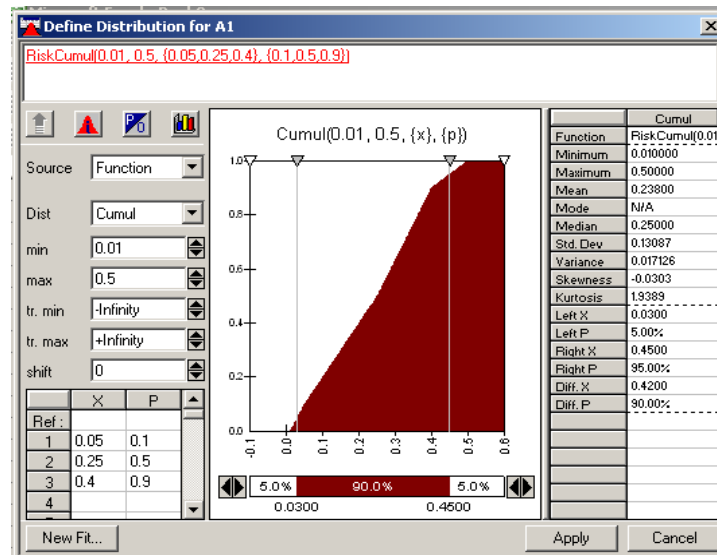 Define Distribution for A1
RiskCumul(0.01, 0.5, {0.05,0.25,0.4}, {0.1,0.5,0.9})
Source Function
Dist Cumul
min 0.01
max 0.5
tr. min -Infinity
tr. max +Infinity
shift 0
X P
Ref :
1 0.05 0.1
2 0.25 0.5
3 0.4 0.9
4
New Fit...
Cumul(0.01, 0.5, {x}, {p})
1.0
0.8
0.6
0.4
0.2
0.0
-0.1 0.0 0.1 0.2 0.3 0.4 0.5 0.6
5.0% 90.0% 5.0%
0.0300 0.4500
Cumul
Function RiskCumul(0.01
Minimum 0.010000
Maximum 0.50000
Mean 0.23800
Mode N/A
Median 0.25000
Std. Dev 0.13087
Variance 0.017126
Skewness -0.0303
Kurtosis 1.9389
Left X 0.0300
Left P 5.00%
Right X 0.4500
Right P 95.00%
Diff. X 0.4200
Diff. P 90.00%
Apply Cancel